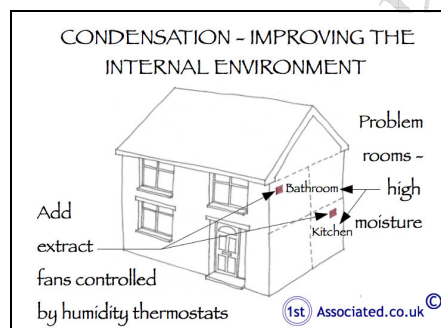 CONDENSATION - IMPROVING THE
INTERNAL ENVIRONMENT
Problem
rooms -
high
moisture
Bathroom
Kitchen
Add
extract
fans controlled
by humidity thermostats
1st Associated.co.uk ©